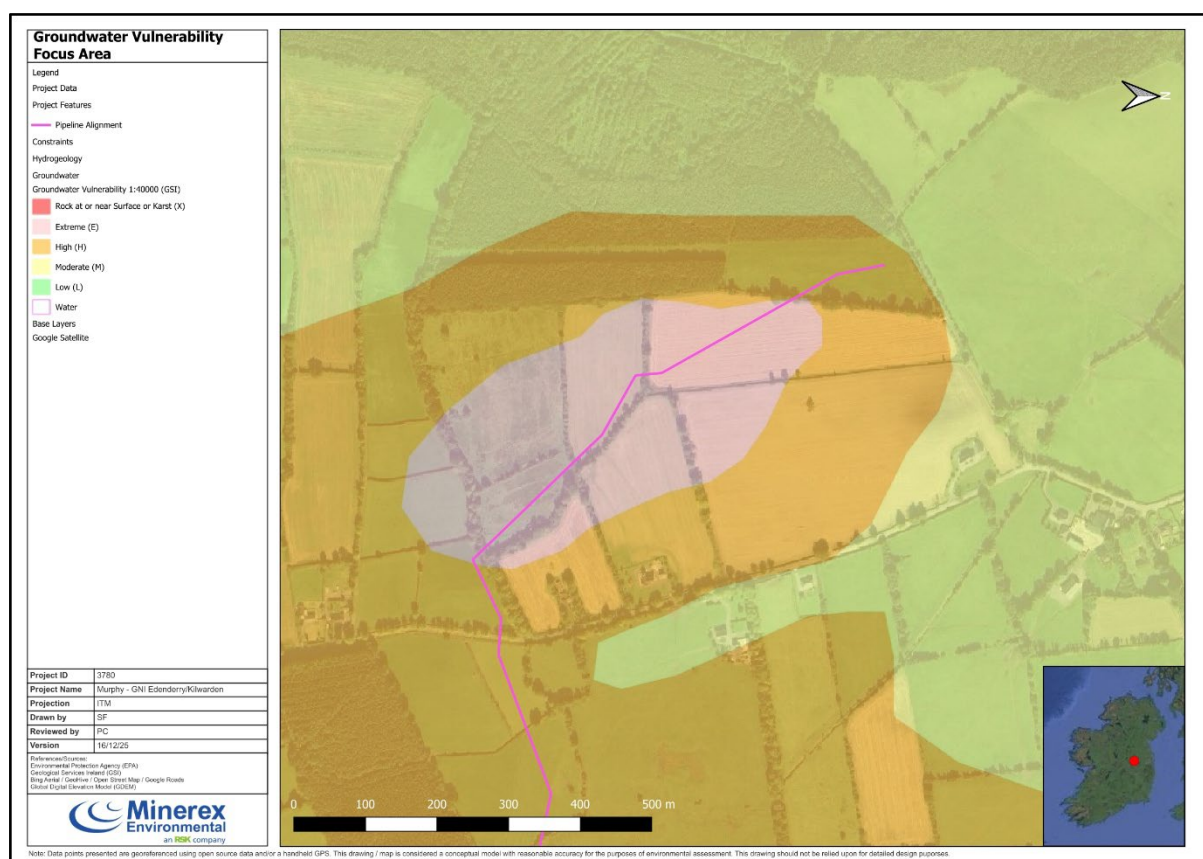 Groundwater Vulnerability
Focus Area
Legend
Project Data
Project Features
Pipeline Alignment
Constraints
Hydrogeology
Groundwater
Groundwater Vulnerability 1:40000 (GSI)
Rock at or near Surface or Karst (X)
Extreme (E)
High (H)
Moderate (M)
Low (L)
Water
Base Layers
Google Satellite
Project ID 3780
Project Name Murphy - GNI Edenderry/Kilwarden
Projection ITM
Drawn by SF
Reviewed by PC
Version 16/12/25
References/Sources:
Environmental Protection Agency (EPA)
Geological Services Ireland (GSI)
Bing Aerial / GeoHive / Open Street Map / Google Roads
Global Digital Elevation Model (GDEM)
Minerex
Environmental
an RSK company
N
0 100 200 300 400 500 m
Note: Data points presented are georeferenced using open source data and/or a handheld GPS. This drawing / map is considered a conceptual model with reasonable accuracy for the purposes of environmental assessment. This drawing should not be relied upon for detailed design puporses.